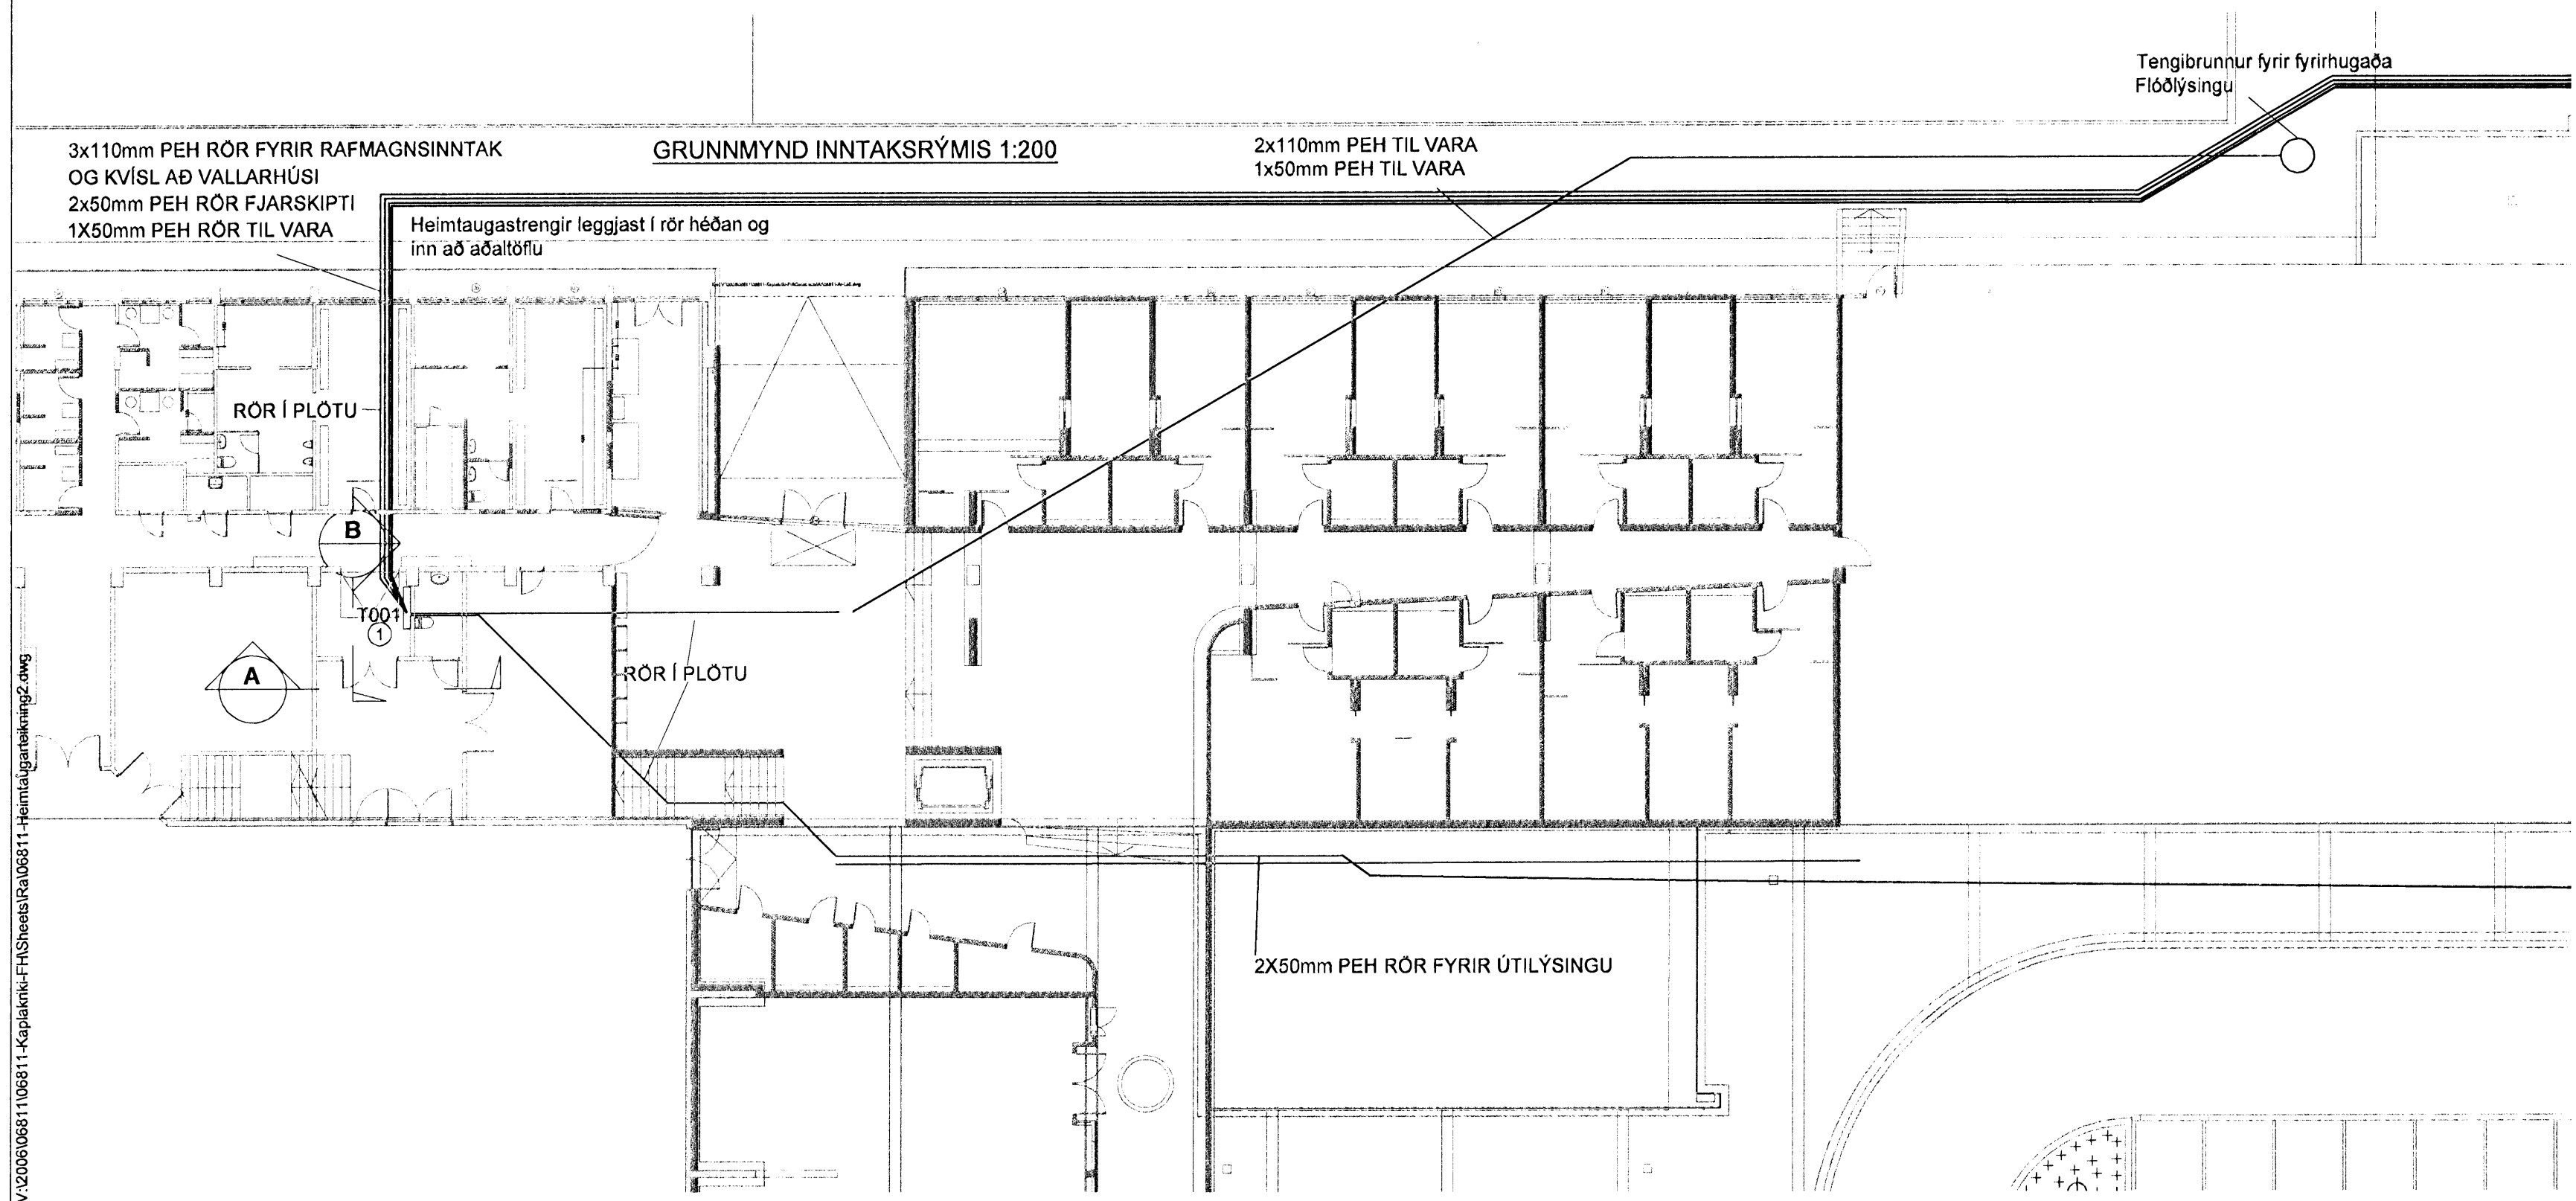 Tengibrunnur fyrir fyrirhugaða
Flóðlýsingu
3x110mm PEH RÖR FYRIR RAFMAGNSINNTAK
OG KVÍSL AÐ VALLARHÚSI
2x50mm PEH RÖR FJARSKIPTI
1X50mm PEH RÖR TIL VARA
GRUNNMYND INNTAKSRÝMIS 1:200
2x110mm PEH TIL VARA
1x50mm PEH TIL VARA
Heimtaugastrengir leggjast í rör héðan og
inn að aðaltöflu
RÖR Í PLÖTU
B
T001
1
A
RÖR Í PLÖTU
2X50mm PEH RÖR FYRIR ÚTILÝSINGU
V:\2006\06811\06811-Kaplakriki-FH\Sheets\Ra\06811-Heimtaugarteikning2.dwg